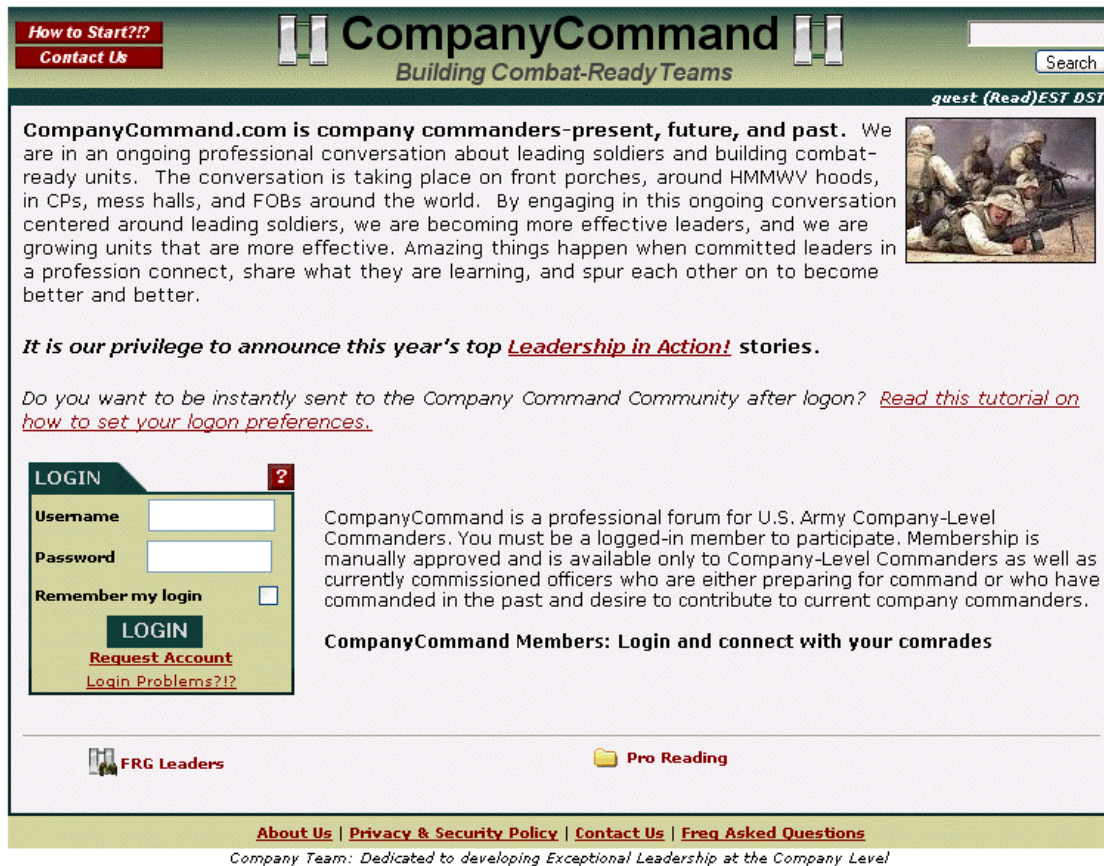 How to Start?!?
Contact Us
CompanyCommand
Building Combat-Ready Teams
Search
guest (Read)EST DST
CompanyCommand.com is company commanders-present, future, and past. We
are in an ongoing professional conversation about leading soldiers and building combat-
ready units. The conversation is taking place on front porches, around HMMWV hoods,
in CPs, mess halls, and FOBs around the world. By engaging in this ongoing conversation
centered around leading soldiers, we are becoming more effective leaders, and we are
growing units that are more effective. Amazing things happen when committed leaders in
a profession connect, share what they are learning, and spur each other on to become
better and better.
It is our privilege to announce this year's top Leadership in Action! stories.
Do you want to be instantly sent to the Company Command Community after logon? Read this tutorial on
how to set your logon preferences.
LOGIN
?
Username
Password
Remember my login
LOGIN
Request Account
Login Problems?!?
CompanyCommand is a professional forum for U.S. Army Company-Level
Commanders. You must be a logged-in member to participate. Membership is
manually approved and is available only to Company-Level Commanders as well as
currently commissioned officers who are either preparing for command or who have
commanded in the past and desire to contribute to current company commanders.
CompanyCommand Members: Login and connect with your comrades
FRG Leaders
Pro Reading
About Us | Privacy & Security Policy | Contact Us | Freq Asked Questions
Company Team: Dedicated to developing Exceptional Leadership at the Company Level